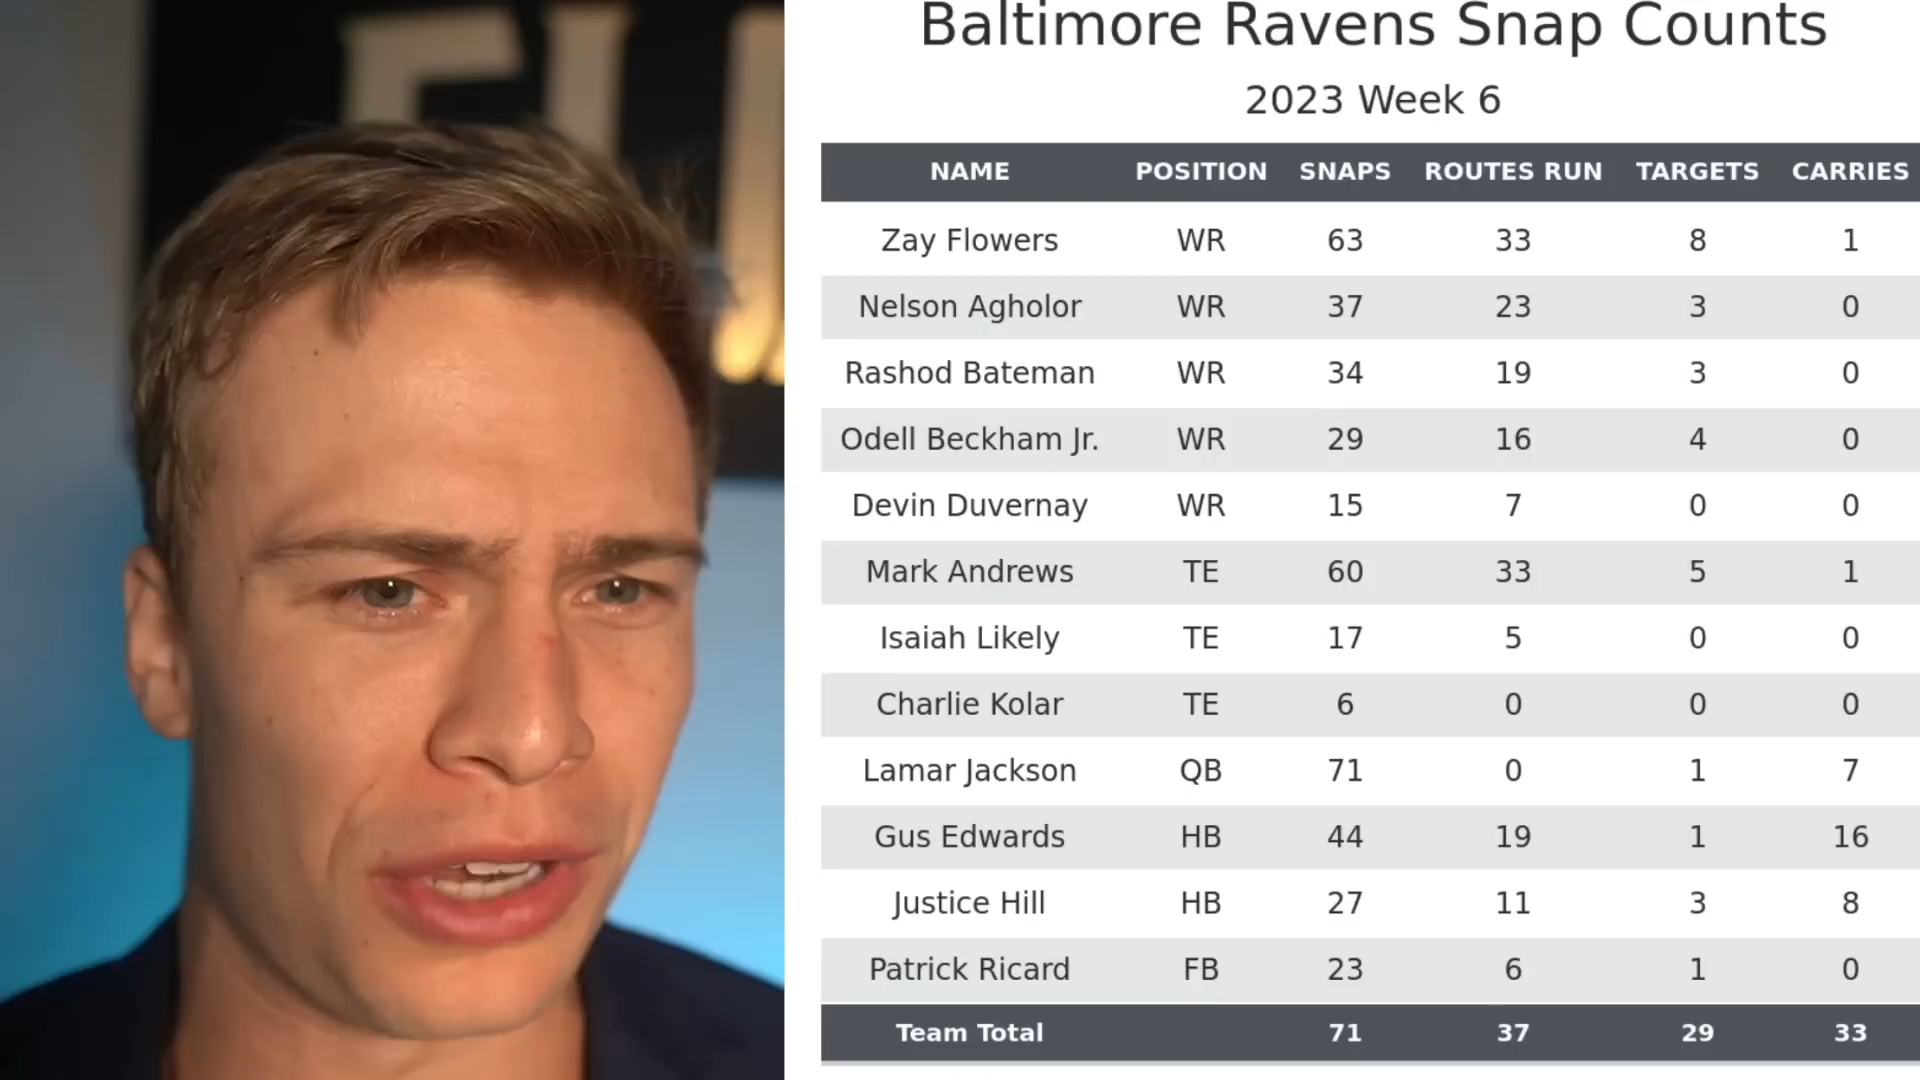 Baltimore Ravens Snap Counts
2023 Week 6
NAME POSITION SNAPS ROUTES RUN TARGETS CARRIES
Zay Flowers WR 63 33 8 1
Nelson Agholor WR 37 23 3 0
Rashod Bateman WR 34 19 3 0
Odell Beckham Jr. WR 29 16 4 0
Devin Duvernay WR 15 7 0 0
Mark Andrews TE 60 33 5 1
Isaiah Likely TE 17 5 0 0
Charlie Kolar TE 6 0 0 0
Lamar Jackson QB 71 0 1 7
Gus Edwards HB 44 19 1 16
Justice Hill HB 27 11 3 8
Patrick Ricard FB 23 6 1 0
Team Total 71 37 29 33